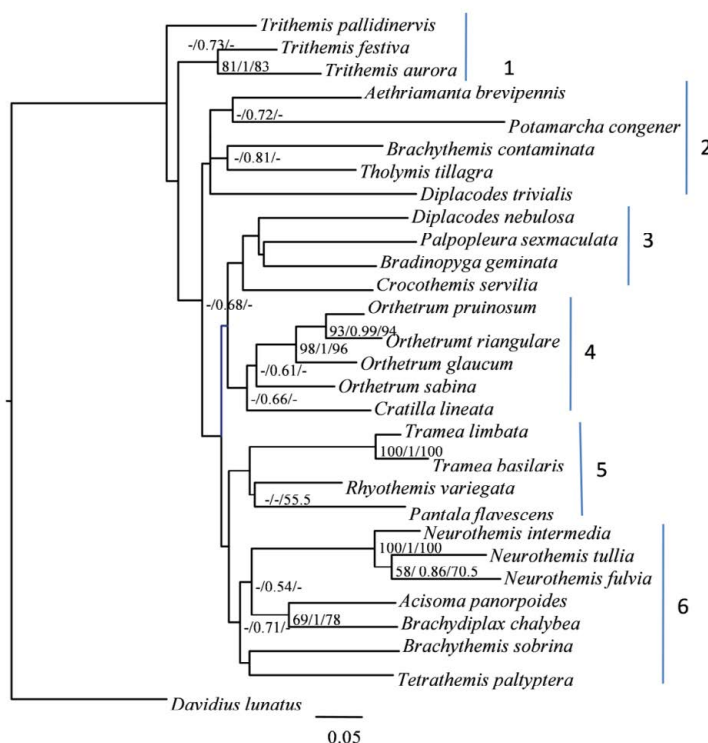 Trithemis pallidinervis
-/0.73/-
Trithemis festiva
81/1/83
Trithemis aurora
1
Aethriamanta brevipennis
-/0.72/-
Potamarcha congener
2
Brachythemis contaminata
-/0.81/-
Tholymis tillagra
Diplacodes trivialis
Diplacodes nebulosa
Palpopleura sexmaculata
3
Bradinopyga geminata
Crocothemis servilia
-/0.68/-
Orthetrum pruinosum
93/0.99/94
Orthetrumt riangulare
98/1/96
4
Orthetrum glaucum
-/0.61/-
Orthetrum sabina
-/0.66/-
Cratilla lineata
Tramea limbata
100/1/100
5
Tramea basilaris
Rhyothemis variegata
-/-/55.5
Pantala flavescens
Neurothemis intermedia
100/1/100
Neurothemis tullia
58/ 0.86/70.5
Neurothemis fulvia
-/0.54/-
Acisoma panorpoides
6
69/1/78
-/0.71/-
Brachydiplax chalybea
Brachythemis sobrina
Tetrathemis paltyptera
Davidius lunatus
0.05